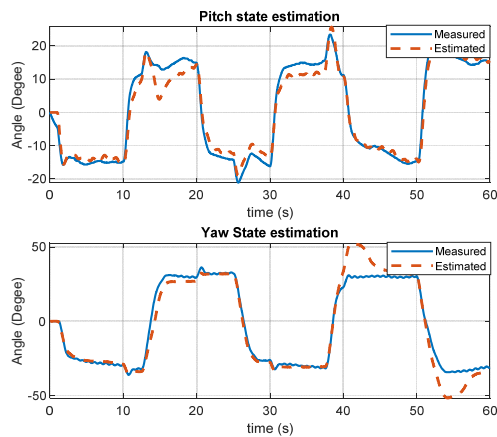 Pitch state estimation
Measured
Estimated
20
10
0
-10
-20
Angle (Degee)
0 10 20 30 40 50 60
time (s)
Yaw State estimation
Measured
Estimated
50
0
-50
Angle (Degee)
0 10 20 30 40 50 60
time (s)